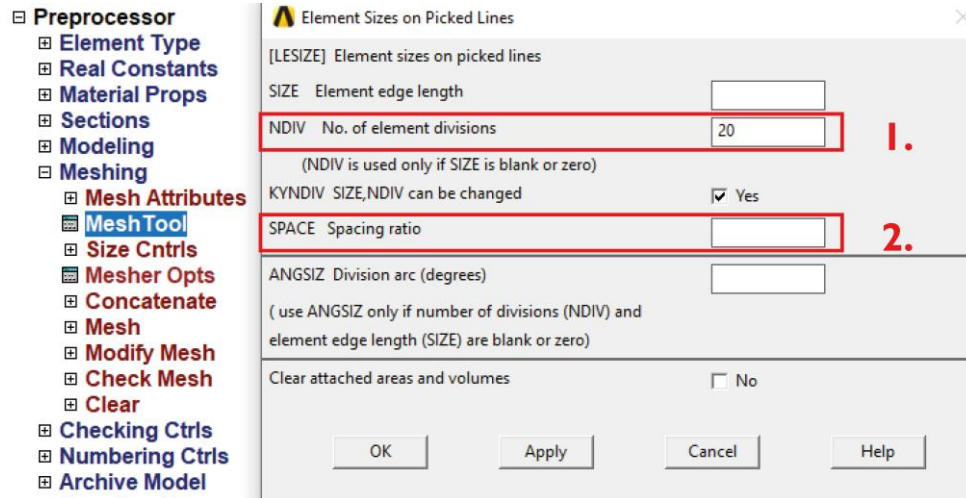 Preprocessor
Element Type
Real Constants
Material Props
Sections
Modeling
Meshing
Mesh Attributes
MeshTool
Size Cntrls
Mesher Opts
Concatenate
Mesh
Modify Mesh
Check Mesh
Clear
Checking Ctrls
Numbering Ctrls
Archive Model
Element Sizes on Picked Lines
[LESIZE] Element sizes on picked lines
SIZE Element edge length
NDIV No. of element divisions 20 1.
(NDIV is used only if SIZE is blank or zero)
KYNDIV SIZE,NDIV can be changed Yes
SPACE Spacing ratio 2.
ANGSIZ Division arc (degrees)
( use ANGSIZ only if number of divisions (NDIV) and
element edge length (SIZE) are blank or zero)
Clear attached areas and volumes No
OK Apply Cancel Help